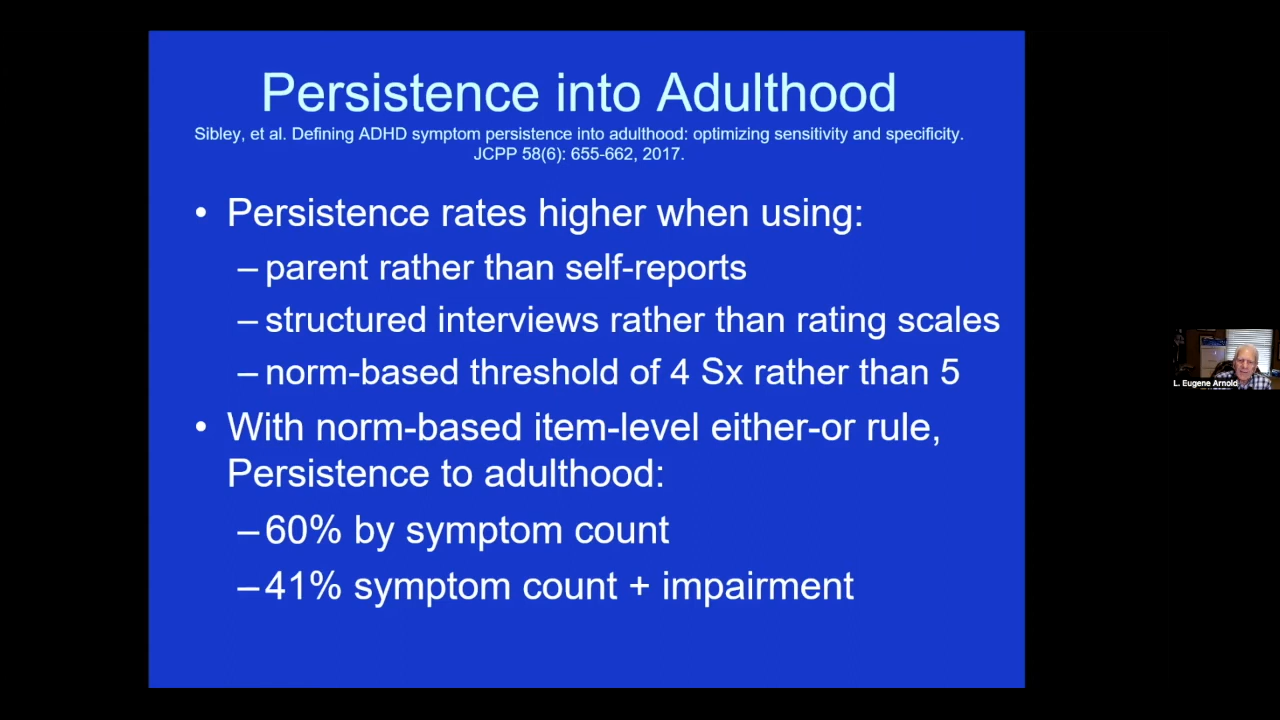 Persistence into Adulthood
Sibley, et al. Defining ADHD symptom persistence into adulthood: optimizing sensitivity and specificity.
JCPP 58(6): 655-662, 2017.
• Persistence rates higher when using:
– parent rather than self-reports
– structured interviews rather than rating scales
– norm-based threshold of 4 Sx rather than 5
• With norm-based item-level either-or rule,
Persistence to adulthood:
– 60% by symptom count
– 41% symptom count + impairment
L. Eugene Arnold